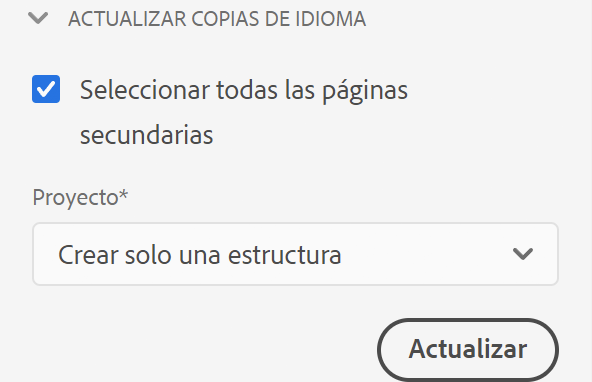 ACTUALIZAR COPIAS DE IDIOMA
Seleccionar todas las páginas
secundarias
Proyecto*
Crear solo una estructura
Actualizar